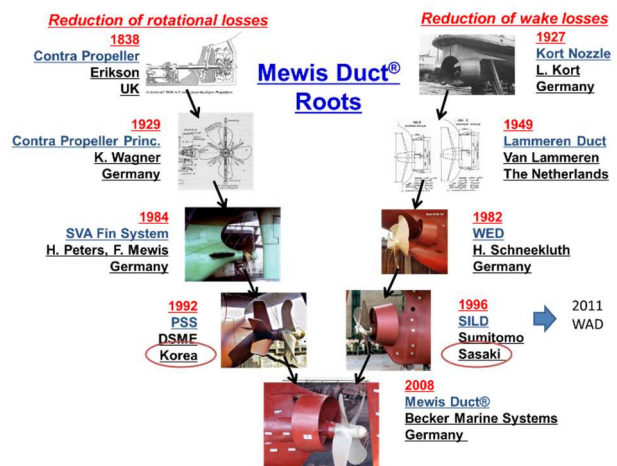 Reduction of rotational losses
Reduction of wake losses
Mewis Duct®
Roots
1838
Contra Propeller
Erikson
UK
1929
Contra Propeller Princ.
K. Wagner
Germany
1984
SVA Fin System
H. Peters, F. Mewis
Germany
1992
PSS
DSME
Korea
1927
Kort Nozzle
L. Kort
Germany
1949
Lammeren Duct
Van Lammeren
The Netherlands
1982
WED
H. Schneekluth
Germany
1996
SILD
Sumitomo
Sasaki
2011
WAD
2008
Mewis Duct®
Becker Marine Systems
Germany